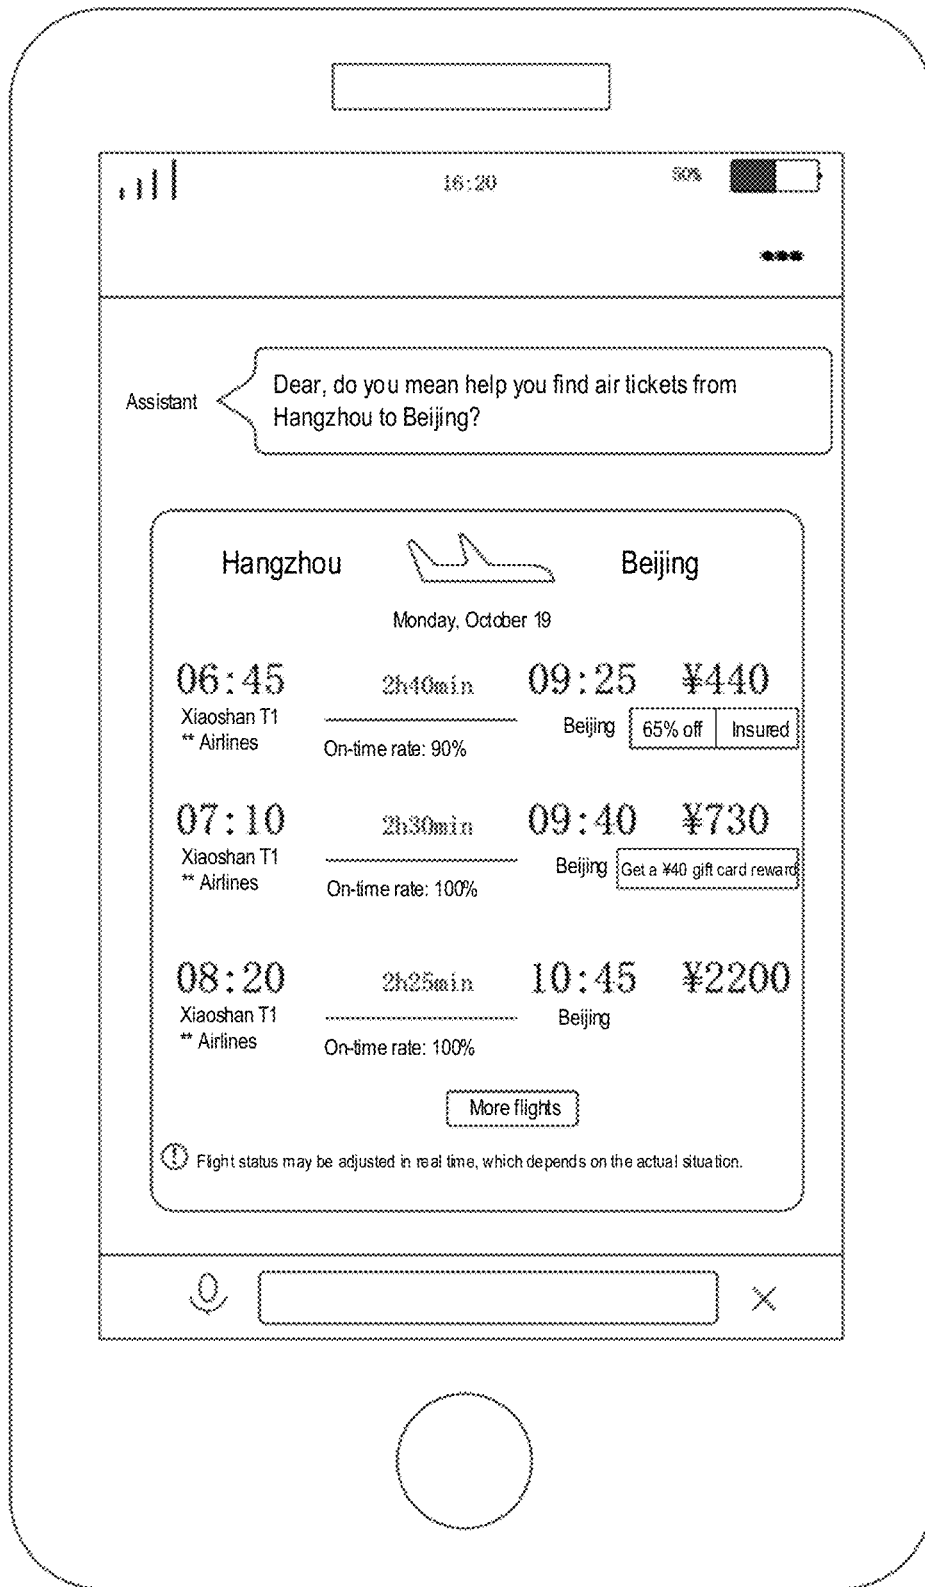 16:20
50%
Dear, do you mean help you find air tickets from
Assistant
Hangzhou to Beijing?
Hangzhou
Beijing
Monday, October 19
06:45 2h40min 09:25 ¥440
Xiaoshan T1 Beijing 65% off Insured
** Airlines On-time rate: 90%
07:10 2h30min 09:40 ¥730
Xiaoshan T1 Beijing Get a ¥40 gift card reward
** Airlines On-time rate: 100%
08:20 2h25min 10:45 ¥2200
Xiaoshan T1 Beijing
** Airlines On-time rate: 100%
More flights
Flight status may be adjusted in real time, which depends on the actual situation.